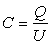 C = Q/U